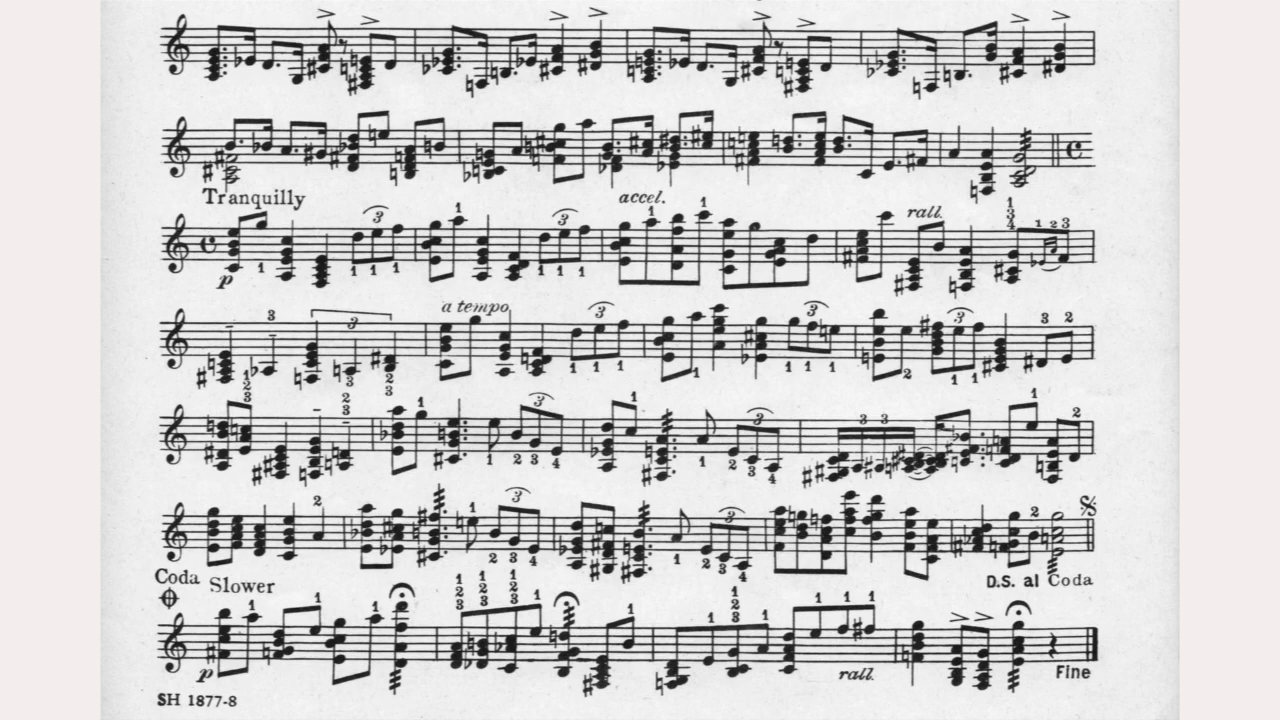 Tranquilly
accel.
rall.
a tempo
Coda Slower
D.S. al Coda
rall.
Fine
SH 1877-8